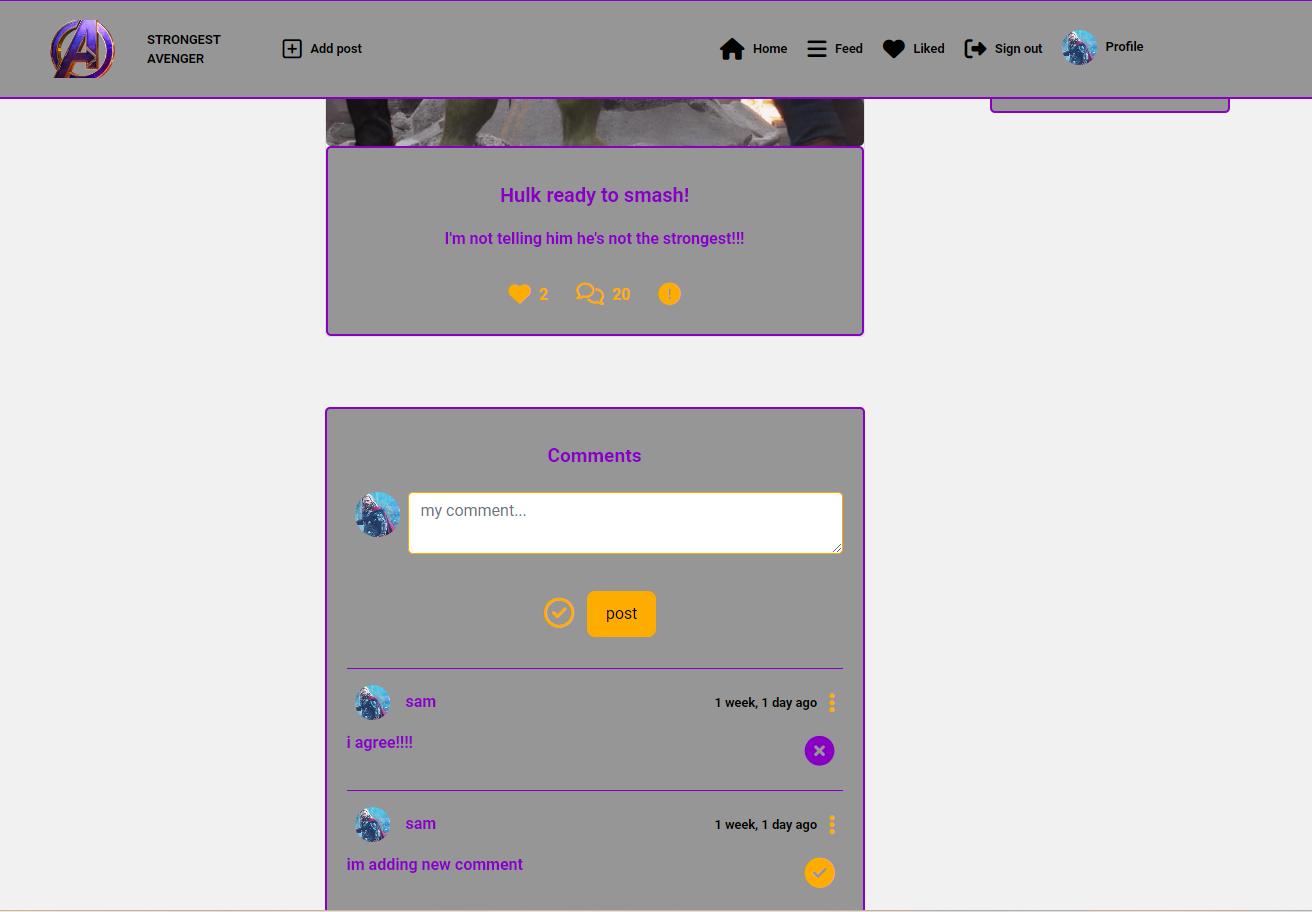 STRONGEST
AVENGER
Add post
Home
Feed
Liked
Sign out
Profile
Hulk ready to smash!
I'm not telling him he's not the strongest!!!
2
20
Comments
my comment...
post
sam
1 week, 1 day ago
i agree!!!!
sam
1 week, 1 day ago
im adding new comment